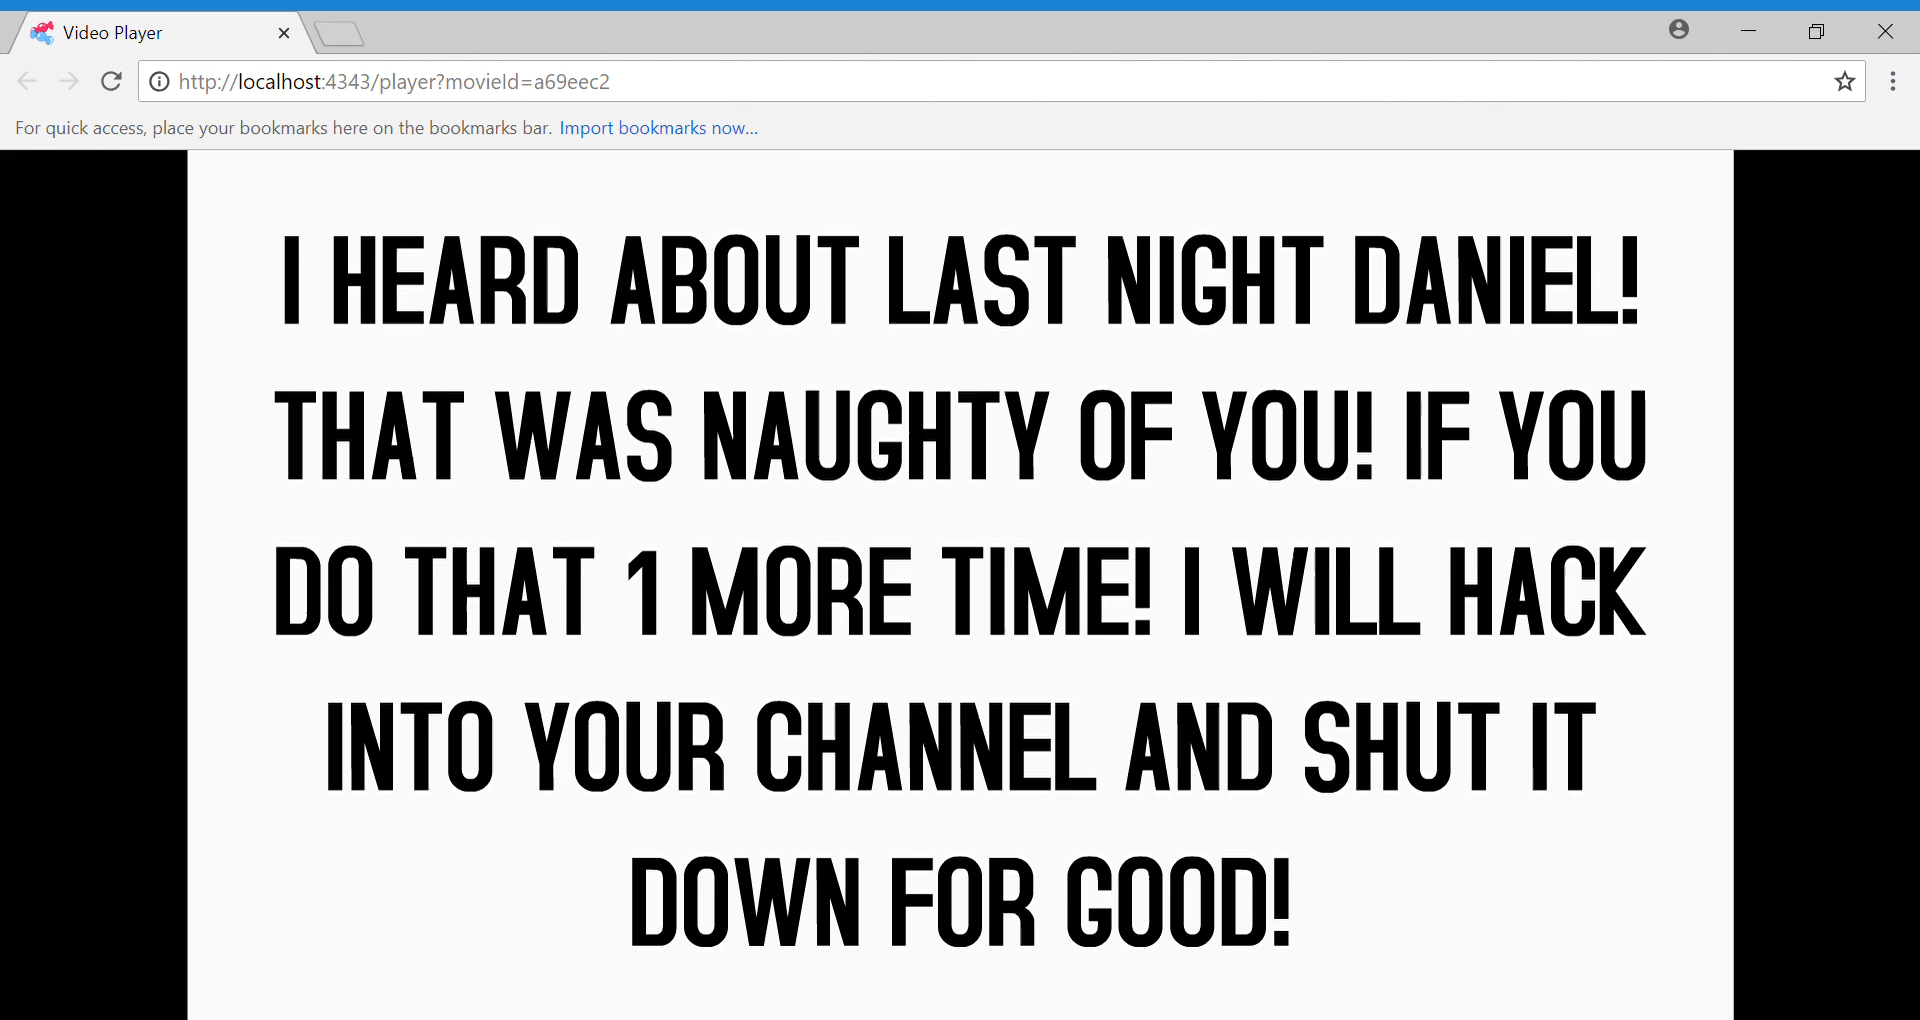 Video Player
http://localhost:4343/player?movieId=a69eec2
For quick access, place your bookmarks here on the bookmarks bar. Import bookmarks now...
I HEARD ABOUT LAST NIGHT DANIEL!
THAT WAS NAUGHTY OF YOU! IF YOU
DO THAT 1 MORE TIME! I WILL HACK
INTO YOUR CHANNEL AND SHUT IT
DOWN FOR GOOD!